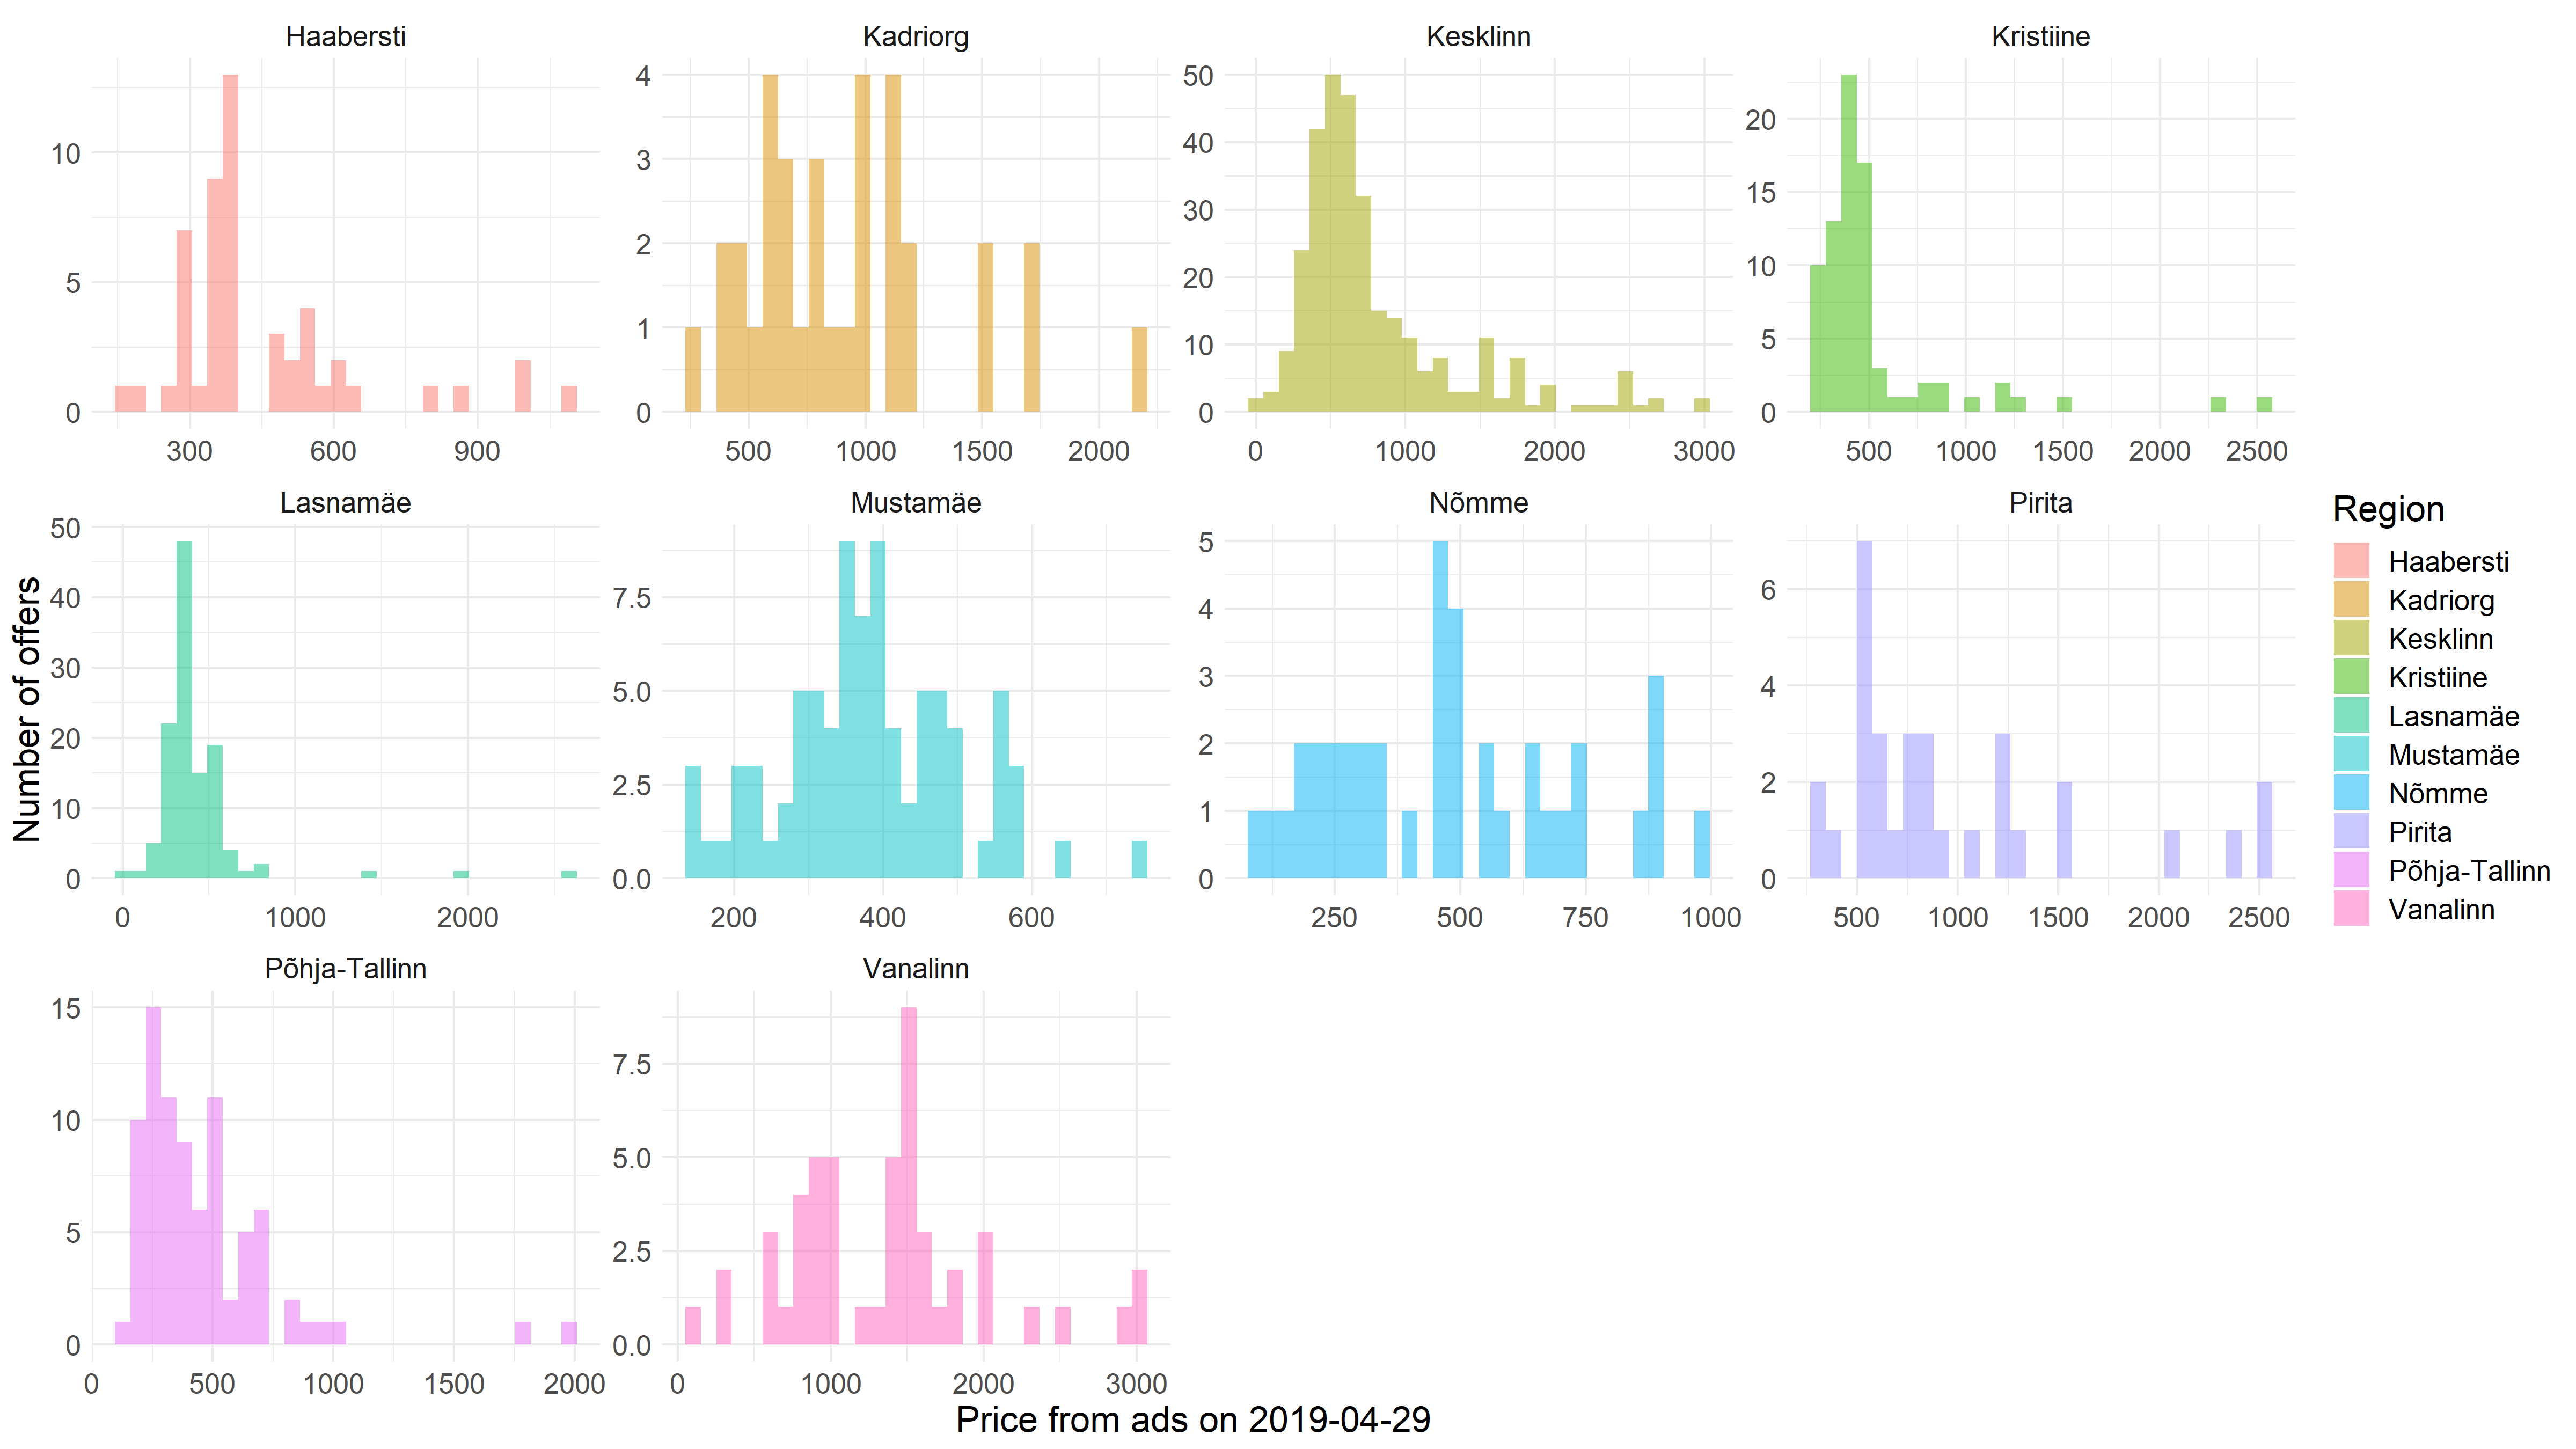 Haabersti Kadriorg Kesklinn Kristiine
10
5
0
300 600 900
4
3
2
1
0
500 1000 1500 2000
50
40
30
20
10
0
0 1000 2000 3000
20
15
10
5
0
500 1000 1500 2000 2500
Lasnamäe Mustamäe Nõmme Pirita
50
40
30
20
10
0
0 1000 2000
7.5
5.0
2.5
0.0
200 400 600
5
4
3
2
1
0
250 500 750 1000
6
4
2
0
500 1000 1500 2000 2500
Põhja-Tallinn Vanalinn
15
10
5
0
0 500 1000 1500 2000
7.5
5.0
2.5
0.0
0 1000 2000 3000
Number of offers
Price from ads on 2019-04-29
Region
Haabersti
Kadriorg
Kesklinn
Kristiine
Lasnamäe
Mustamäe
Nõmme
Pirita
Põhja-Tallinn
Vanalinn